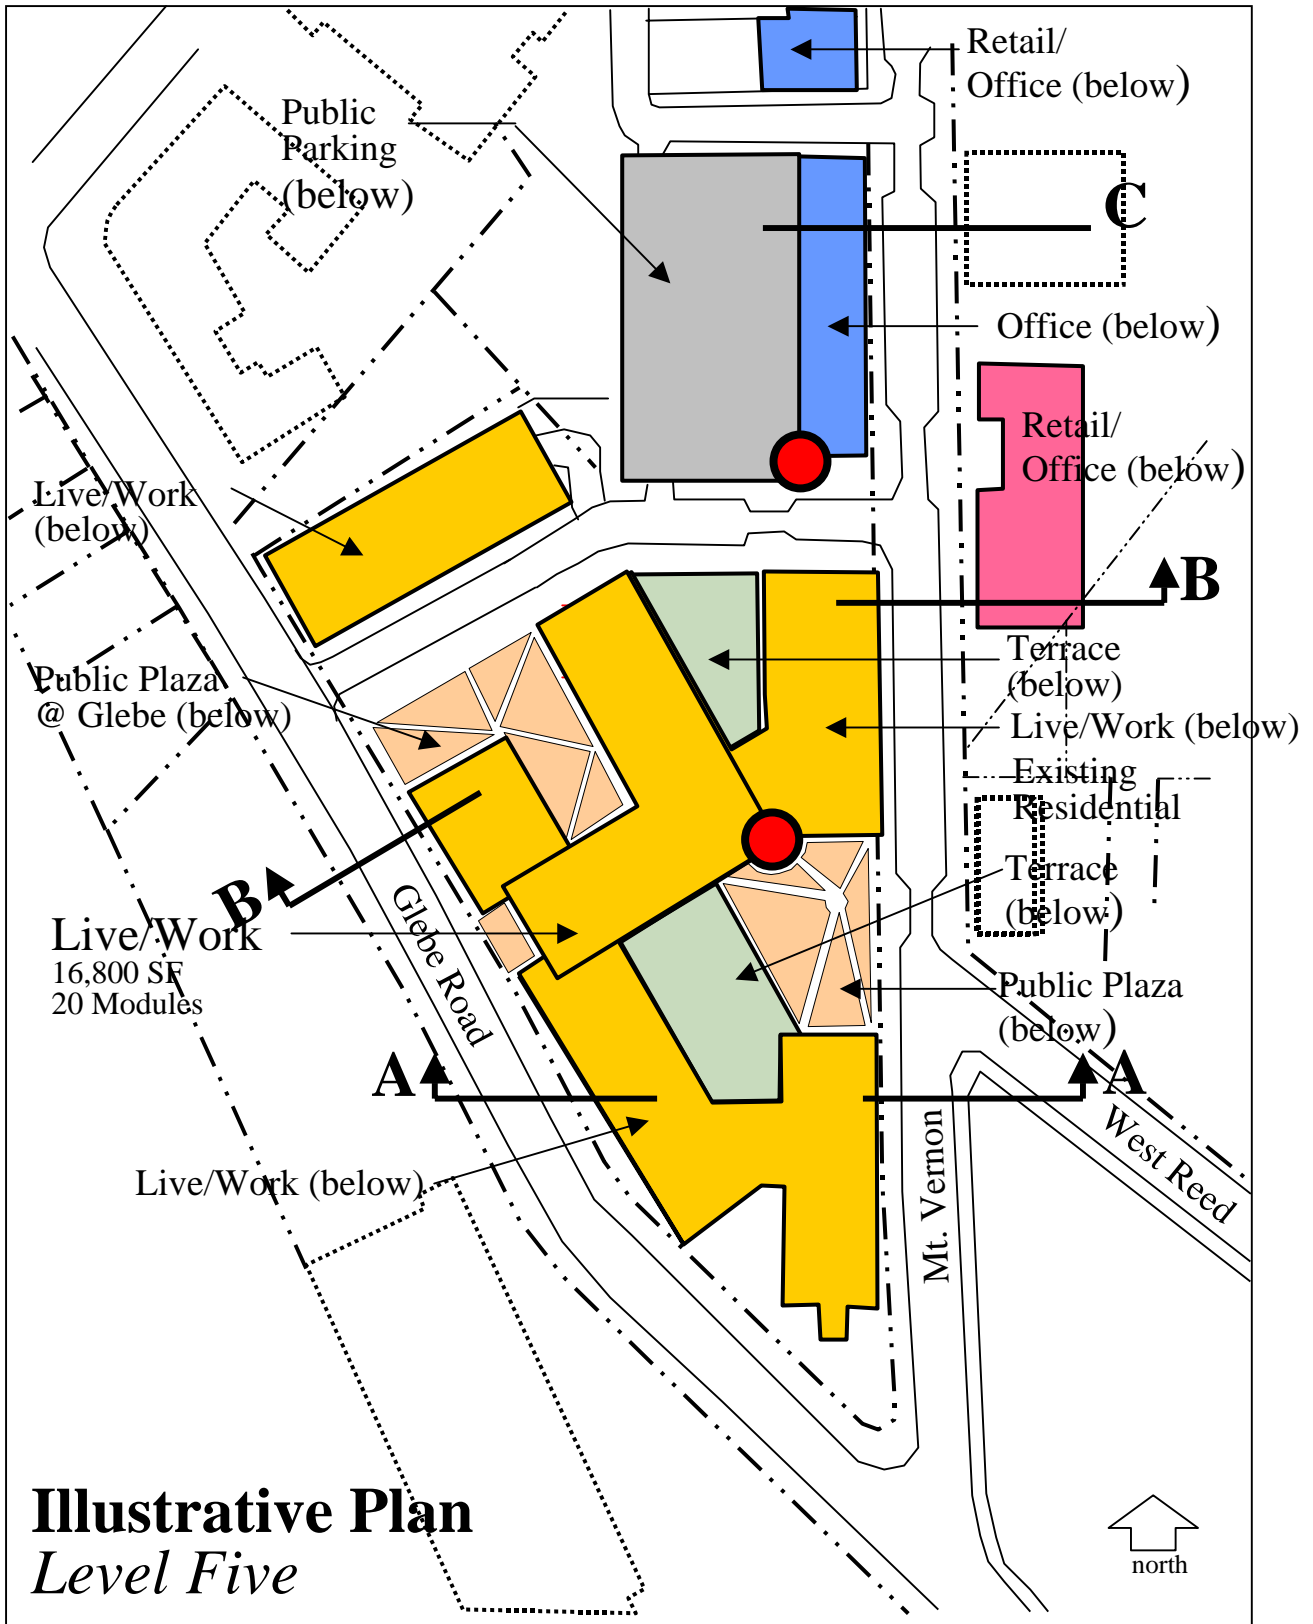 Retail/
Office (below)
Public
Parking
(below)
C
Office (below)
Retail/
Office (below)
Live/Work
(below)
B
Terrace
(below)
Public Plaza
@ Glebe (below)
Live/Work (below)
Existing
Residential
Terrace
(below)
B
Glebe Road
Live/Work
16,800 SF
20 Modules
Public Plaza
(below)
A
A
West Reed
Mt. Vernon
Live/Work (below)
Illustrative Plan
Level Five
north